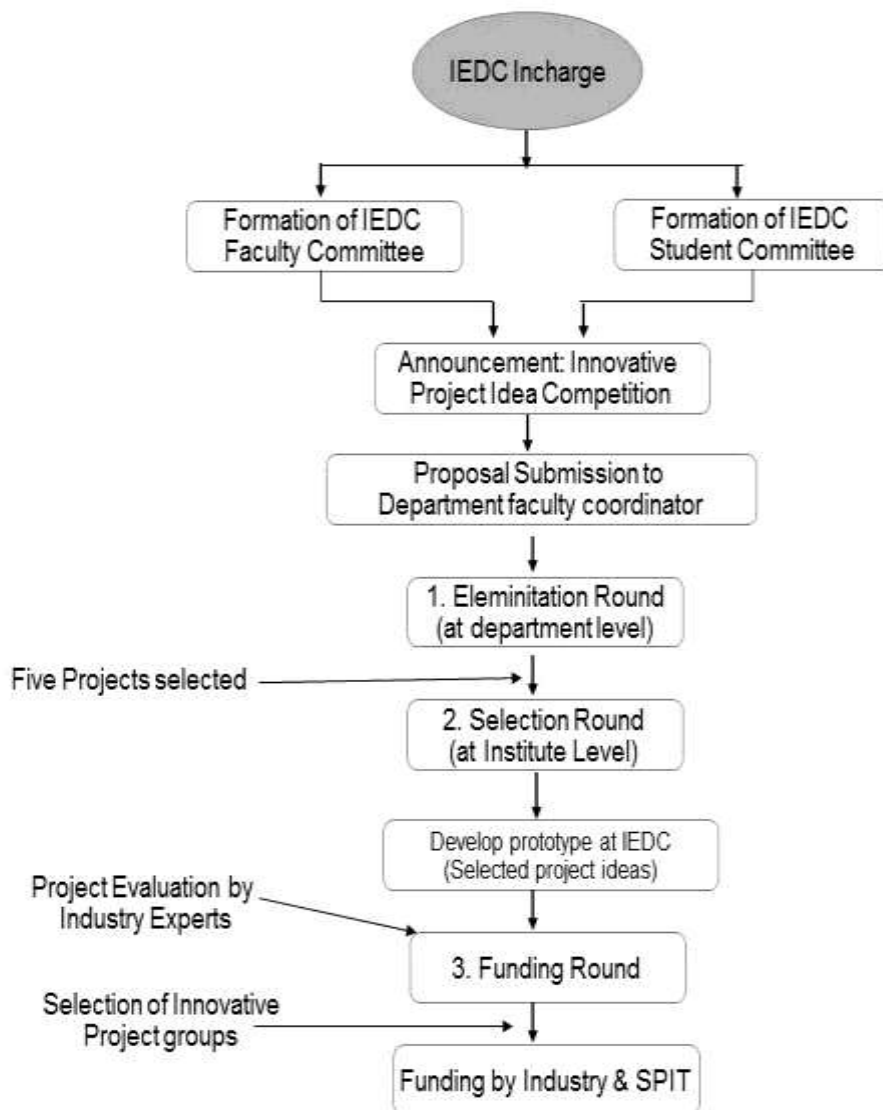 IEDC Incharge
Formation of IEDC
Faculty Committee
Formation of IEDC
Student Committee
Announcement: Innovative
Project Idea Competition
Proposal Submission to
Department faculty coordinator
1. Eleminitation Round
(at department level)
Five Projects selected
2. Selection Round
(at Institute Level)
Develop prototype at IEDC
(Selected project ideas)
Project Evaluation by
Industry Experts
3. Funding Round
Selection of Innovative
Project groups
Funding by Industry & SPIT